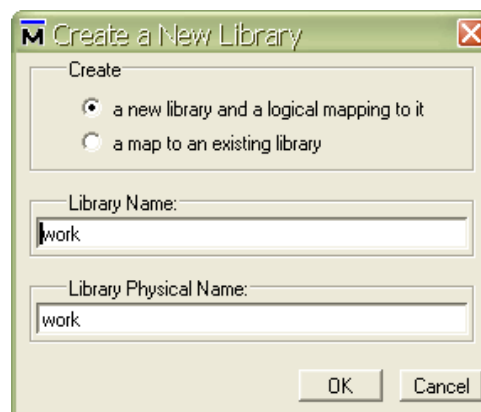 M Create a New Library
Create
a new library and a logical mapping to it
a map to an existing library
Library Name:
work
Library Physical Name:
work
OK Cancel